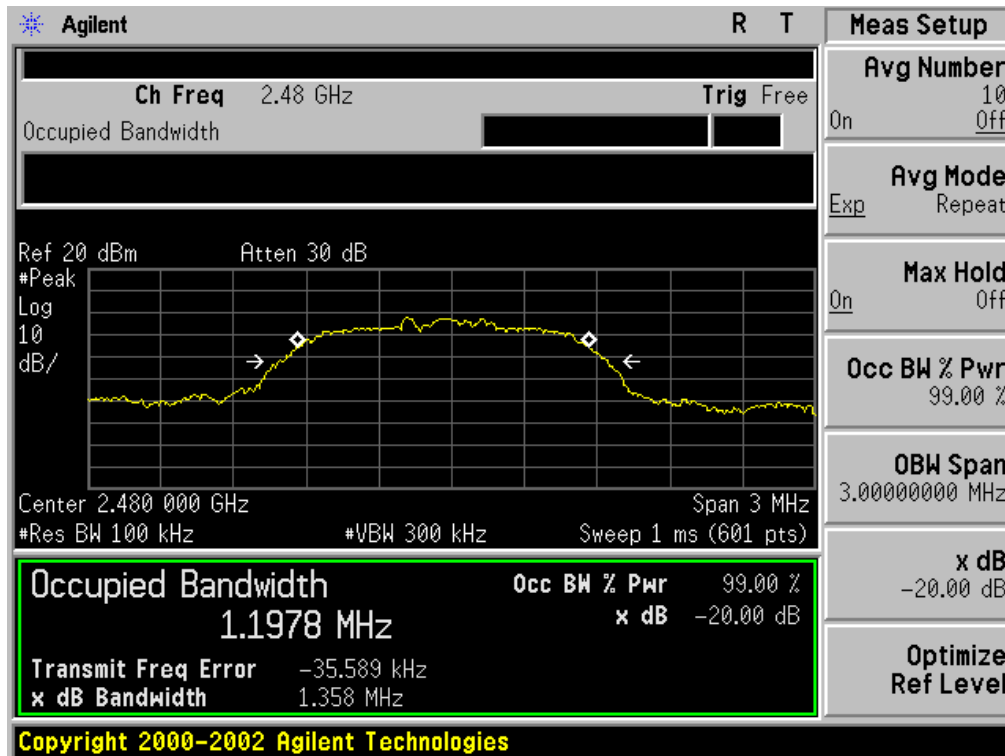 Agilent R T
Ch Freq 2.48 GHz Trig Free
Occupied Bandwidth
Ref 20 dBm Atten 30 dB
#Peak
Log
10
dB/
Center 2.480 000 GHz Span 3 MHz
#Res BW 100 kHz #VBW 300 kHz Sweep 1 ms (601 pts)
Occupied Bandwidth Occ BW % Pwr 99.00 %
1.1978 MHz x dB -20.00 dB
Transmit Freq Error -35.589 kHz
x dB Bandwidth 1.358 MHz
Copyright 2000-2002 Agilent Technologies
Meas Setup
Avg Number
10
On Off
Avg Mode
Exp Repeat
Max Hold
On Off
Occ BW % Pwr
99.00 %
OBW Span
3.00000000 MHz
x dB
-20.00 dB
Optimize
Ref Level